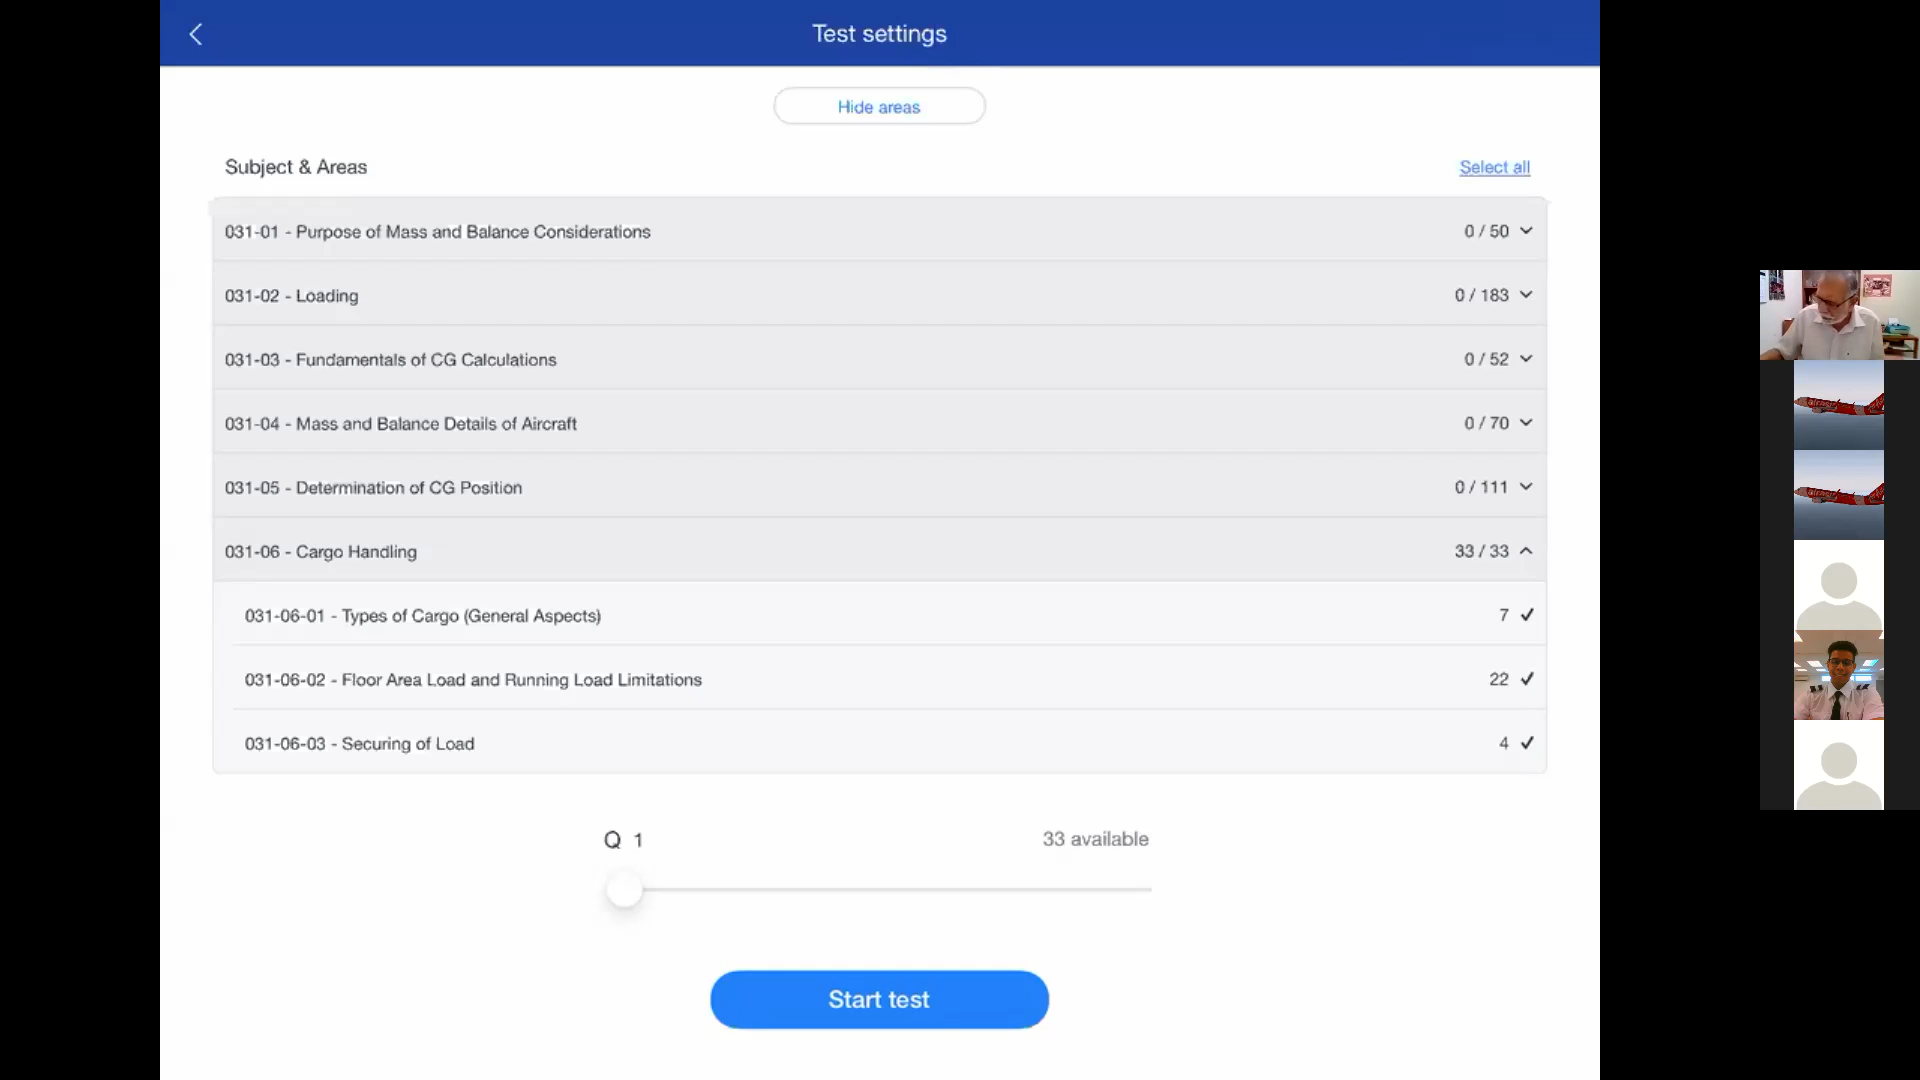 Test settings
Hide areas
Subject & Areas Select all
031-01 - Purpose of Mass and Balance Considerations 0 / 50
031-02 - Loading 0 / 183
031-03 - Fundamentals of CG Calculations 0 / 52
031-04 - Mass and Balance Details of Aircraft 0 / 70
031-05 - Determination of CG Position 0 / 111
031-06 - Cargo Handling 33 / 33
031-06-01 - Types of Cargo (General Aspects) 7
031-06-02 - Floor Area Load and Running Load Limitations 22
031-06-03 - Securing of Load 4
Q 1 33 available
Start test